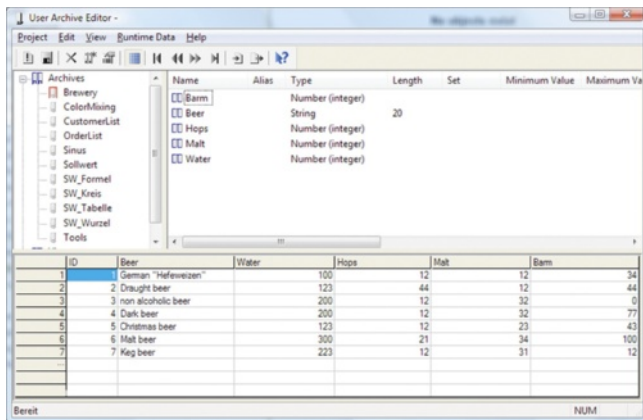 User Archive Editor -
No objects exist
Project Edit View Runtime Data Help
Archives
Brewery
ColorMixing
CustomerList
OrderList
Sinus
Sollwert
SW_Formel
SW_Kreis
SW_Tabelle
SW_Wurzel
Tools
Name Alias Type Length Set Minimum Value Maximum Va
Barm Number (integer)
Beer String 20
Hops Number (integer)
Malt Number (integer)
Water Number (integer)
ID Beer Water Hops Malt Barm
1 1 German "Hefeweizen" 100 12 12 34
2 2 Draught beer 123 44 12 44
3 3 non alcoholic beer 200 12 32 0
4 4 Dark beer 200 12 32 77
5 5 Christmas beer 123 12 23 43
6 6 Malt beer 300 21 34 100
7 7 Keg beer 223 12 31 12
Bereit NUM